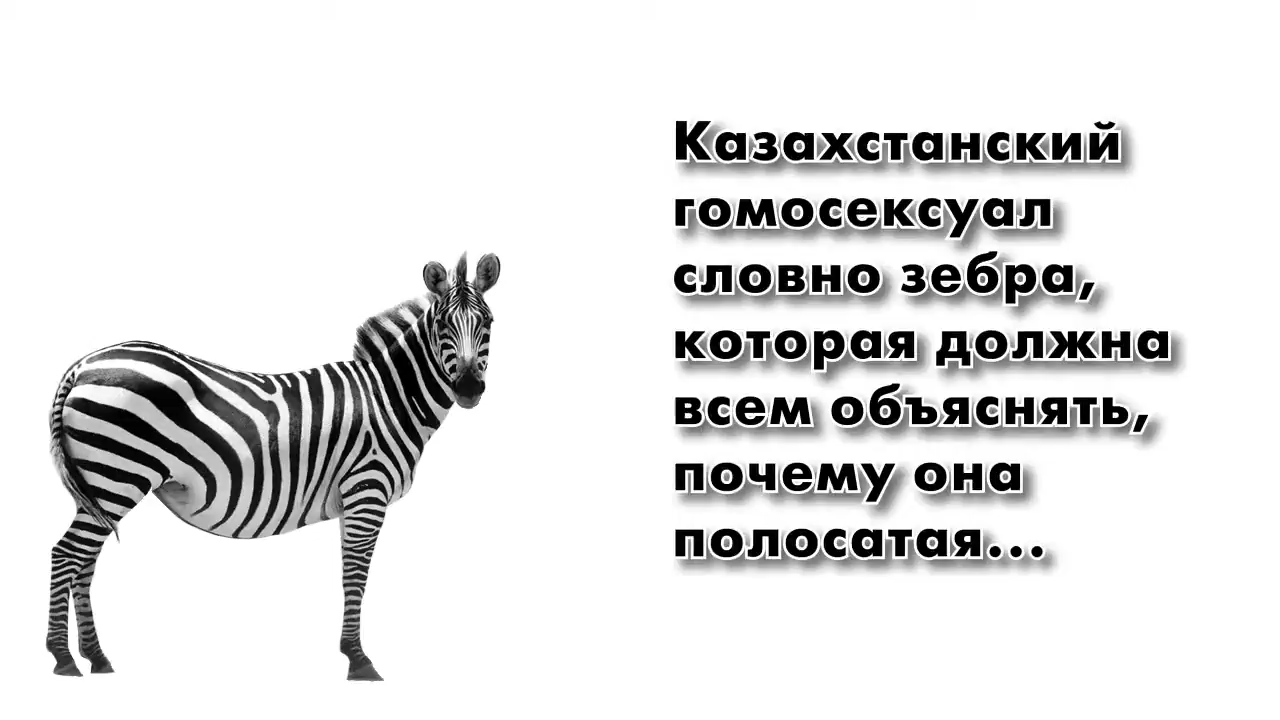 Казахстанский
гомосексуал
словно зебра,
которая должна
всем объяснять,
почему она
полосатая...